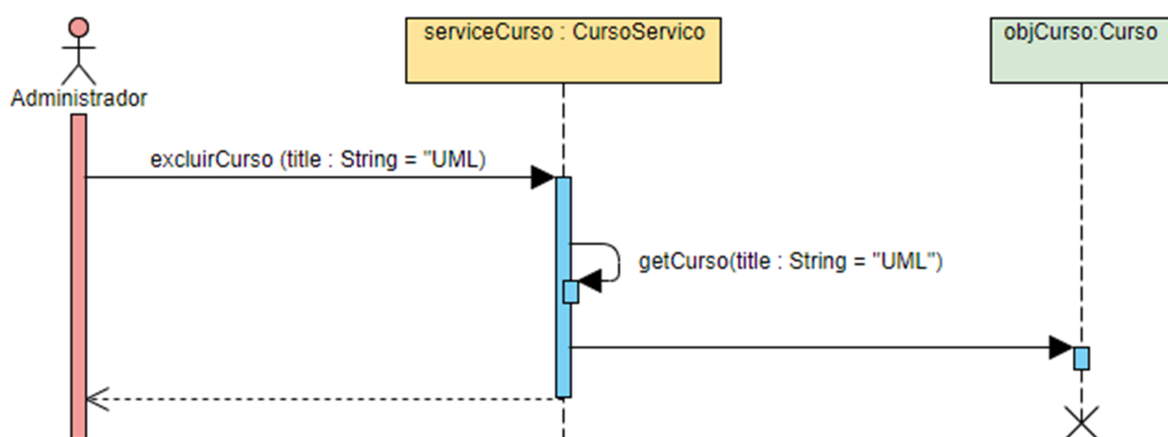 serviceCurso : CursoServico
objCurso:Curso
Administrador
excluirCurso (title : String = "UML)
getCurso(title : String = "UML")